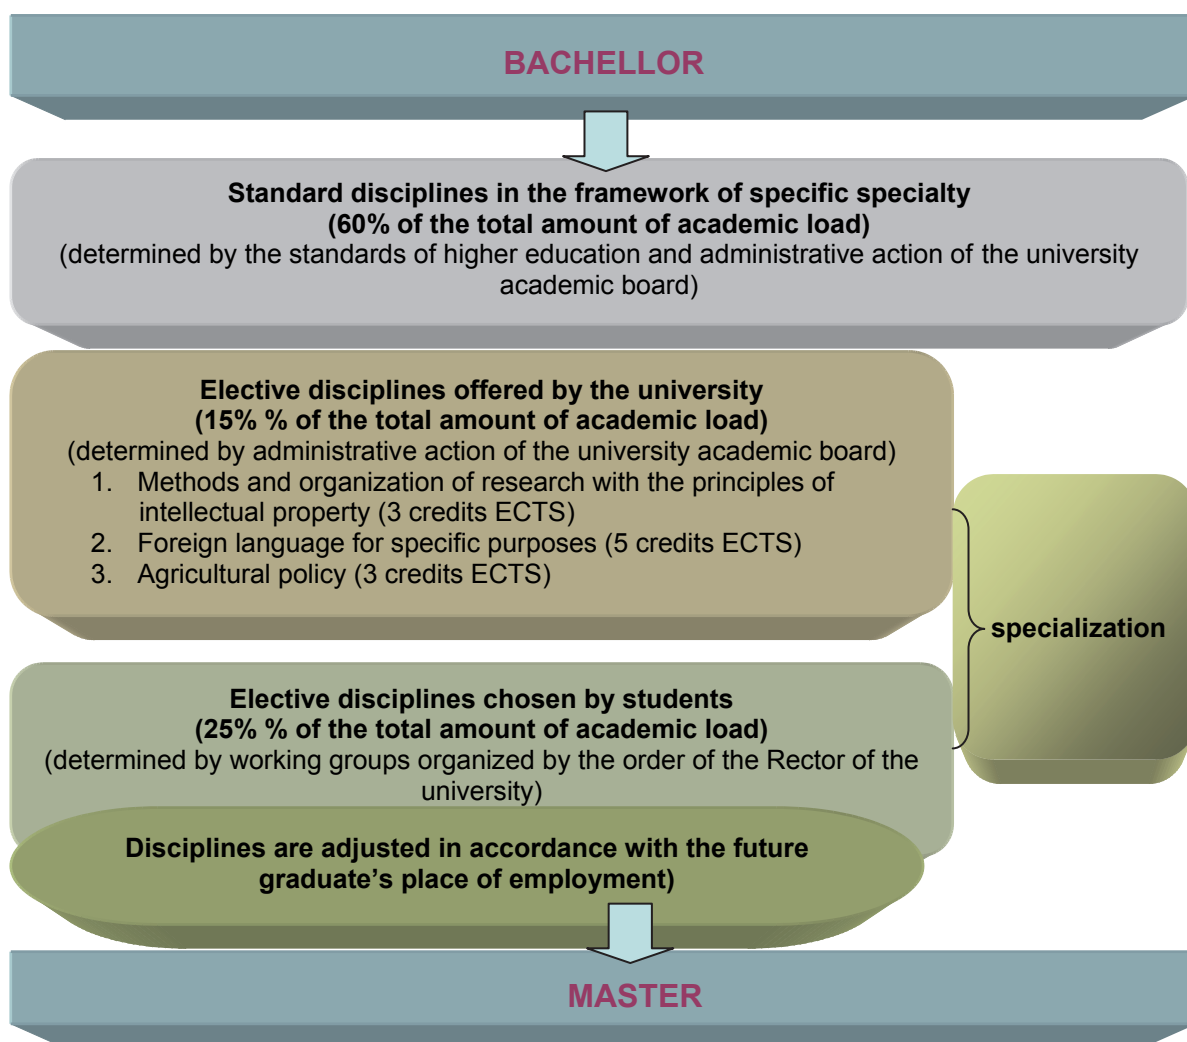 BACHELLOR
Standard disciplines in the framework of specific specialty
(60% of the total amount of academic load)
(determined by the standards of higher education and administrative action of the university
academic board)
Elective disciplines offered by the university
(15% % of the total amount of academic load)
(determined by administrative action of the university academic board)
1. Methods and organization of research with the principles of
intellectual property (3 credits ECTS)
2. Foreign language for specific purposes (5 credits ECTS)
3. Agricultural policy (3 credits ECTS)
specialization
Elective disciplines chosen by students
(25% % of the total amount of academic load)
(determined by working groups organized by the order of the Rector of the
university)
Disciplines are adjusted in accordance with the future
graduate’s place of employment)
MASTER